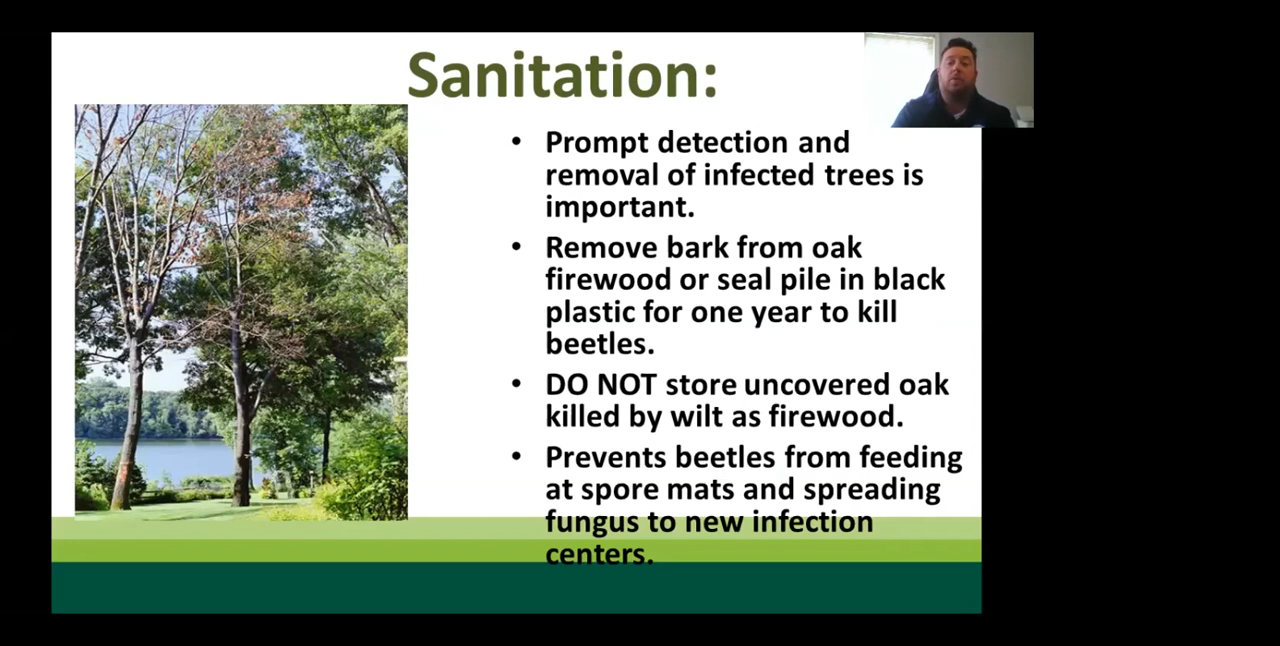 Sanitation:
• Prompt detection and
removal of infected trees is
important.
• Remove bark from oak
firewood or seal pile in black
plastic for one year to kill
beetles.
• DO NOT store uncovered oak
killed by wilt as firewood.
• Prevents beetles from feeding
at spore mats and spreading
fungus to new infection
centers.